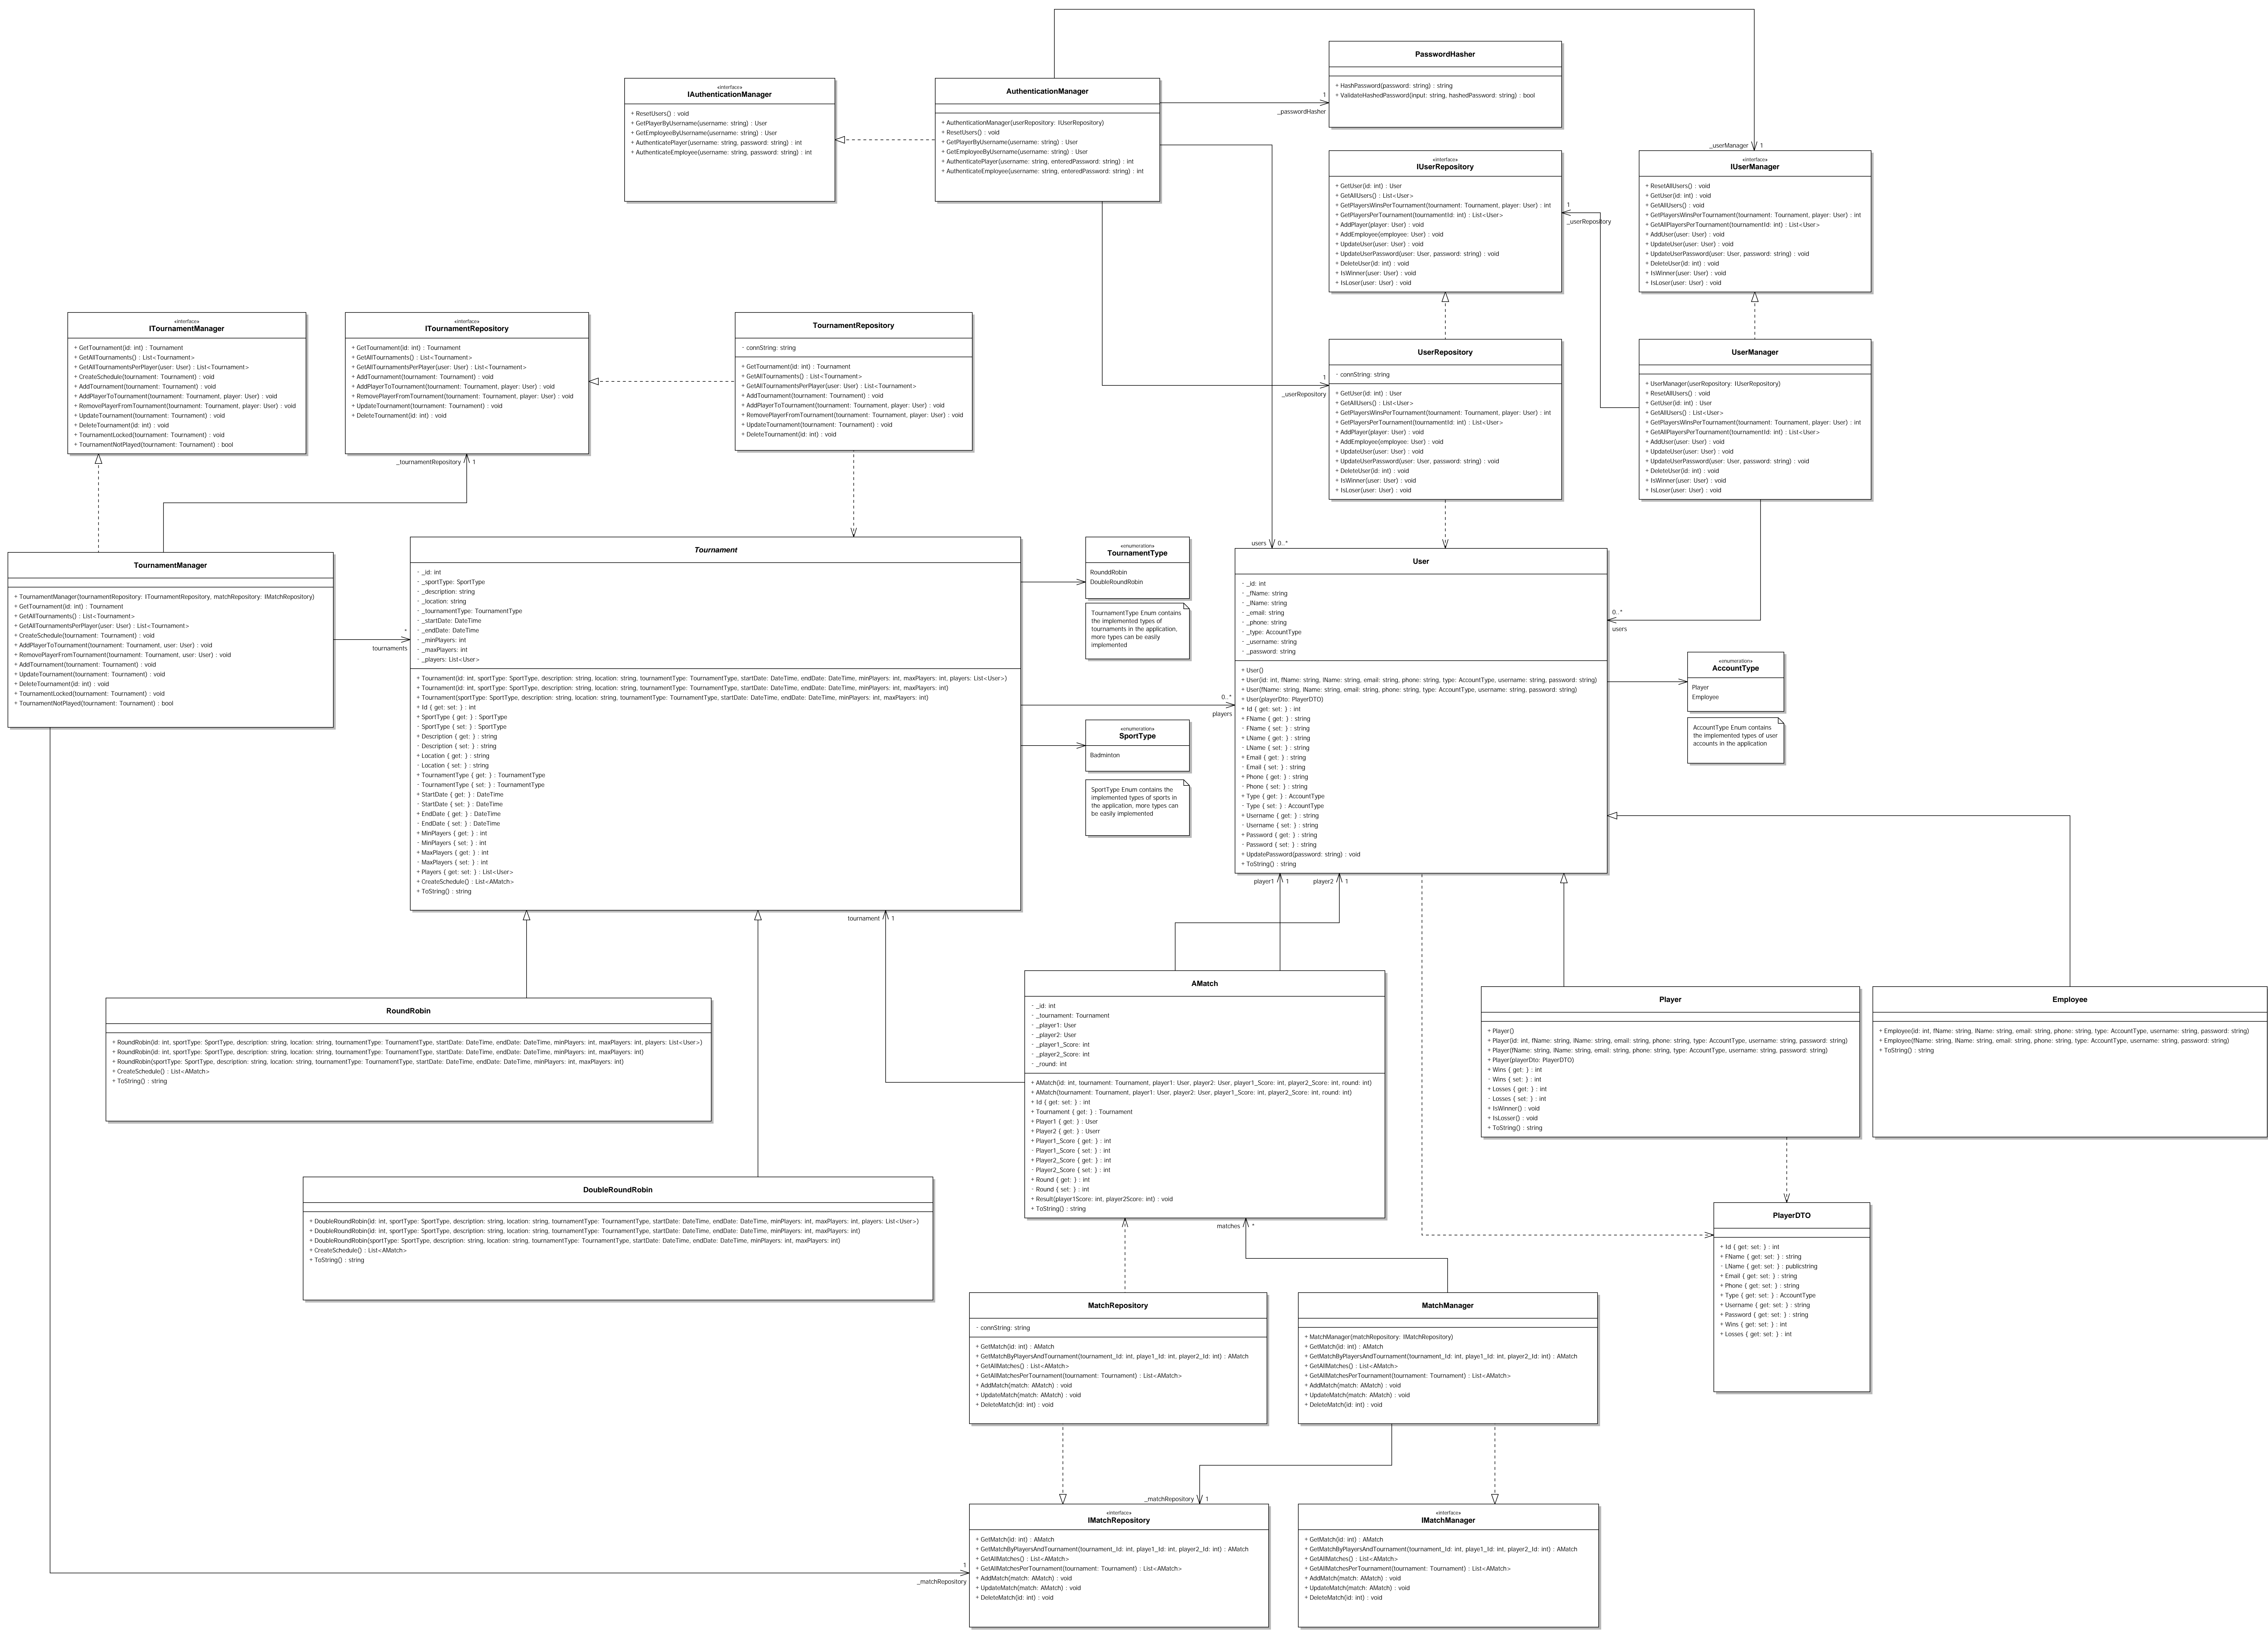 PasswordHasher
+ HashPassword(password: string) : string
+ ValidateHashedPassword(input: string, hashedPassword: string) : bool
«interface»
IAuthenticationManager
+ ResetUsers() : void
+ GetPlayerByUsername(username: string) : User
+ GetEmployeeByUsername(username: string) : User
+ AuthenticatePlayer(username: string, password: string) : int
+ AuthenticateEmployee(username: string, password: string) : int
AuthenticationManager
+ AuthenticationManager(userRepository: IUserRepository)
+ ResetUsers() : void
+ GetPlayerByUsername(username: string) : User
+ GetEmployeeByUsername(username: string) : User
+ AuthenticatePlayer(username: string, enteredPassword: string) : int
+ AuthenticateEmployee(username: string, enteredPassword: string) : int
1
_passwordHasher
_userManager 1
«interface»
IUserRepository
+ GetUser(id: int) : User
+ GetAllUsers() : List<User>
+ GetPlayersWinsPerTournament(tournament: Tournament, player: User) : int
+ GetPlayersPerTournament(tournamentId: int) : List<User>
+ AddPlayer(player: User) : void
+ AddEmployee(employee: User) : void
+ UpdateUser(user: User) : void
+ UpdateUserPassword(user: User, password: string) : void
+ DeleteUser(id: int) : void
+ IsWinner(user: User) : void
+ IsLoser(user: User) : void
1
_userRepository
«interface»
IUserManager
+ ResetAllUsers() : void
+ GetUser(id: int) : void
+ GetAllUsers() : void
+ GetPlayersWinsPerTournament(tournament: Tournament, player: User) : int
+ GetAllPlayersPerTournament(tournamentId: int) : List<User>
+ AddUser(user: User) : void
+ UpdateUser(user: User) : void
+ UpdateUserPassword(user: User, password: string) : void
+ DeleteUser(id: int) : void
+ IsWinner(user: User) : void
+ IsLoser(user: User) : void
«interface»
ITournamentManager
+ GetTournament(id: int) : Tournament
+ GetAllTournaments() : List<Tournament>
+ GetAllTournamentsPerPlayer(user: User) : List<Tournament>
+ CreateSchedule(tournament: Tournament) : void
+ AddTournament(tournament: Tournament) : void
+ AddPlayerToTournament(tournament: Tournament, player: User) : void
+ RemovePlayerFromTournament(tournament: Tournament, player: User) : void
+ UpdateTournament(tournament: Tournament) : void
+ DeleteTournament(id: int) : void
+ TournamentLocked(tournament: Tournament) : void
+ TournamentNotPlayed(tournament: Tournament) : bool
«interface»
ITournamentRepository
+ GetTournament(id: int) : Tournament
+ GetAllTournaments() : List<Tournament>
+ GetAllTournamentsPerPlayer(user: User) : List<Tournament>
+ AddTournament(tournament: Tournament) : void
+ AddPlayerToTournament(tournament: Tournament, player: User) : void
+ RemovePlayerFromTournament(tournament: Tournament, player: User) : void
+ UpdateTournament(tournament: Tournament) : void
+ DeleteTournament(id: int) : void
_tournamentRepository 1
TournamentRepository
- connString: string
+ GetTournament(id: int) : Tournament
+ GetAllTournaments() : List<Tournament>
+ GetAllTournamentsPerPlayer(user: User) : List<Tournament>
+ AddTournament(tournament: Tournament) : void
+ AddPlayerToTournament(tournament: Tournament, player: User) : void
+ RemovePlayerFromTournament(tournament: Tournament, player: User) : void
+ UpdateTournament(tournament: Tournament) : void
+ DeleteTournament(id: int) : void
1
_userRepository
UserRepository
- connString: string
+ GetUser(id: int) : User
+ GetAllUsers() : List<User>
+ GetPlayersWinsPerTournament(tournament: Tournament, player: User) : int
+ GetPlayersPerTournament(tournamentId: int) : List<User>
+ AddPlayer(player: User) : void
+ AddEmployee(employee: User) : void
+ UpdateUser(user: User) : void
+ UpdateUserPassword(user: User, password: string) : void
+ DeleteUser(id: int) : void
+ IsWinner(user: User) : void
+ IsLoser(user: User) : void
UserManager
+ UserManager(userRepository: IUserRepository)
+ ResetAllUsers() : void
+ GetUser(id: int) : User
+ GetAllUsers() : List<User>
+ GetPlayersWinsPerTournament(tournament: Tournament, player: User) : int
+ GetAllPlayersPerTournament(tournamentId: int) : List<User>
+ AddUser(user: User) : void
+ UpdateUser(user: User) : void
+ UpdateUserPassword(user: User, password: string) : void
+ DeleteUser(id: int) : void
+ IsWinner(user: User) : void
+ IsLoser(user: User) : void
TournamentManager
+ TournamentManager(tournamentRepository: ITournamentRepository, matchRepository: IMatchRepository)
+ GetTournament(id: int) : Tournament
+ GetAllTournaments() : List<Tournament>
+ GetAllTournamentsPerPlayer(user: User) : List<Tournament>
+ CreateSchedule(tournament: Tournament) : void
+ AddPlayerToTournament(tournament: Tournament, user: User) : void
+ RemovePlayerFromTournament(tournament: Tournament, user: User) : void
+ AddTournament(tournament: Tournament) : void
+ UpdateTournament(tournament: Tournament) : void
+ DeleteTournament(id: int) : void
+ TournamentLocked(tournament: Tournament) : void
+ TournamentNotPlayed(tournament: Tournament) : bool
*
tournaments
Tournament
- _id: int
- _sportType: SportType
- _description: string
- _location: string
- _tournamentType: TournamentType
- _startDate: DateTime
- _endDate: DateTime
- _minPlayers: int
- _maxPlayers: int
- _players: List<User>
+ Tournament(id: int, sportType: SportType, description: string, location: string, tournamentType: TournamentType, startDate: DateTime, endDate: DateTime, minPlayers: int, maxPlayers: int, players: List<User>)
+ Tournament(id: int, sportType: SportType, description: string, location: string, tournamentType: TournamentType, startDate: DateTime, endDate: DateTime, minPlayers: int, maxPlayers: int)
+ Tournament(sportType: SportType, description: string, location: string, tournamentType: TournamentType, startDate: DateTime, endDate: DateTime, minPlayers: int, maxPlayers: int)
+ Id { get; set; } : int
+ SportType { get; } : SportType
- SportType { set; } : SportType
+ Description { get; } : string
- Description { set; } : string
+ Location { get; } : string
- Location { set; } : string
+ TournamentType { get; } : TournamentType
- TournamentType { set; } : TournamentType
+ StartDate { get; } : DateTime
- StartDate { set; } : DateTime
+ EndDate { get; } : DateTime
- EndDate { set; } : DateTime
+ MinPlayers { get; } : int
- MinPlayers { set; } : int
+ MaxPlayers { get; } : int
- MaxPlayers { set; } : int
+ Players { get; set; } : List<User>
+ CreateSchedule() : List<AMatch>
+ ToString() : string
tournament 1
«enumeration»
TournamentType
RounddRobin
DoubleRoundRobin
TournamentType Enum contains
the implemented types of
tournaments in the application,
more types can be easily
implemented
0..*
players
«enumeration»
SportType
Badminton
SportType Enum contains the
implemented types of sports in
the application, more types can
be easily implemented
users 0..*
User
- _id: int
- _fName: string
- _lName: string
- _email: string
- _phone: string
- _type: AccountType
- _username: string
- _password: string
+ User()
+ User(id: int, fName: string, lName: string, email: string, phone: string, type: AccountType, username: string, password: string)
+ User(fName: string, lName: string, email: string, phone: string, type: AccountType, username: string, password: string)
+ User(playerDto: PlayerDTO)
+ Id { get; set; } : int
+ FName { get; } : string
- FName { set; } : string
+ LName { get; } : string
- LName { set; } : string
+ Email { get; } : string
- Email { set; } : string
+ Phone { get; } : string
- Phone { set; } : string
+ Type { get; } : AccountType
- Type { set; } : AccountType
+ Username { get; } : string
- Username { set; } : string
+ Password { get; } : string
- Password { set; } : string
+ UpdatePassword(password: string) : void
+ ToString() : string
0..*
users
«enumeration»
AccountType
Player
Employee
AccountType Enum contains
the implemented types of user
accounts in the application
player1 1
player2 1
RoundRobin
+ RoundRobin(id: int, sportType: SportType, description: string, location: string, tournamentType: TournamentType, startDate: DateTime, endDate: DateTime, minPlayers: int, maxPlayers: int, players: List<User>)
+ RoundRobin(id: int, sportType: SportType, description: string, location: string, tournamentType: TournamentType, startDate: DateTime, endDate: DateTime, minPlayers: int, maxPlayers: int)
+ RoundRobin(sportType: SportType, description: string, location: string, tournamentType: TournamentType, startDate: DateTime, endDate: DateTime, minPlayers: int, maxPlayers: int)
+ CreateSchedule() : List<AMatch>
+ ToString() : string
AMatch
- _id: int
- _tournament: Tournament
- _player1: User
- _player2: User
- _player1_Score: int
- _player2_Score: int
- _round: int
+ AMatch(id: int, tournament: Tournament, player1: User, player2: User, player1_Score: int, player2_Score: int, round: int)
+ AMatch(tournament: Tournament, player1: User, player2: User, player1_Score: int, player2_Score: int, round: int)
+ Id { get; set; } : int
+ Tournament { get; } : Tournament
+ Player1 { get; } : User
+ Player2 { get; } : Userr
+ Player1_Score { get; } : int
- Player1_Score { set; } : int
+ Player2_Score { get; } : int
- Player2_Score { set; } : int
+ Round { get; } : int
- Round { set; } : int
+ Result(player1Score: int, player2Score: int) : void
+ ToString() : string
matches *
Player
+ Player()
+ Player(id: int, fName: string, lName: string, email: string, phone: string, type: AccountType, username: string, password: string)
+ Player(fName: string, lName: string, email: string, phone: string, type: AccountType, username: string, password: string)
+ Player(playerDto: PlayerDTO)
+ Wins { get; } : int
- Wins { set; } : int
+ Losses { get; } : int
- Losses { set; } : int
+ IsWinner() : void
+ IsLosser() : void
+ ToString() : string
Employee
+ Employee(id: int, fName: string, lName: string, email: string, phone: string, type: AccountType, username: string, password: string)
+ Employee(fName: string, lName: string, email: string, phone: string, type: AccountType, username: string, password: string)
+ ToString() : string
DoubleRoundRobin
+ DoubleRoundRobin(id: int, sportType: SportType, description: string, location: string, tournamentType: TournamentType, startDate: DateTime, endDate: DateTime, minPlayers: int, maxPlayers: int, players: List<User>)
+ DoubleRoundRobin(id: int, sportType: SportType, description: string, location: string, tournamentType: TournamentType, startDate: DateTime, endDate: DateTime, minPlayers: int, maxPlayers: int)
+ DoubleRoundRobin(sportType: SportType, description: string, location: string, tournamentType: TournamentType, startDate: DateTime, endDate: DateTime, minPlayers: int, maxPlayers: int)
+ CreateSchedule() : List<AMatch>
+ ToString() : string
PlayerDTO
+ Id { get; set; } : int
+ FName { get; set; } : string
- LName { get; set; } : publicstring
+ Email { get; set; } : string
+ Phone { get; set; } : string
+ Type { get; set; } : AccountType
+ Username { get; set; } : string
+ Password { get; set; } : string
+ Wins { get; set; } : int
+ Losses { get; set; } : int
MatchRepository
- connString: string
+ GetMatch(id: int) : AMatch
+ GetMatchByPlayersAndTournament(tournament_Id: int, playe1_Id: int, player2_Id: int) : AMatch
+ GetAllMatches() : List<AMatch>
+ GetAllMatchesPerTournament(tournament: Tournament) : List<AMatch>
+ AddMatch(match: AMatch) : void
+ UpdateMatch(match: AMatch) : void
+ DeleteMatch(id: int) : void
MatchManager
+ MatchManager(matchRepository: IMatchRepository)
+ GetMatch(id: int) : AMatch
+ GetMatchByPlayersAndTournament(tournament_Id: int, playe1_Id: int, player2_Id: int) : AMatch
+ GetAllMatches() : List<AMatch>
+ GetAllMatchesPerTournament(tournament: Tournament) : List<AMatch>
+ AddMatch(match: AMatch) : void
+ UpdateMatch(match: AMatch) : void
+ DeleteMatch(id: int) : void
_matchRepository 1
1
_matchRepository
«interface»
IMatchRepository
+ GetMatch(id: int) : AMatch
+ GetMatchByPlayersAndTournament(tournament_Id: int, playe1_Id: int, player2_Id: int) : AMatch
+ GetAllMatches() : List<AMatch>
+ GetAllMatchesPerTournament(tournament: Tournament) : List<AMatch>
+ AddMatch(match: AMatch) : void
+ UpdateMatch(match: AMatch) : void
+ DeleteMatch(id: int) : void
«interface»
IMatchManager
+ GetMatch(id: int) : AMatch
+ GetMatchByPlayersAndTournament(tournament_Id: int, playe1_Id: int, player2_Id: int) : AMatch
+ GetAllMatches() : List<AMatch>
+ GetAllMatchesPerTournament(tournament: Tournament) : List<AMatch>
+ AddMatch(match: AMatch) : void
+ UpdateMatch(match: AMatch) : void
+ DeleteMatch(id: int) : void